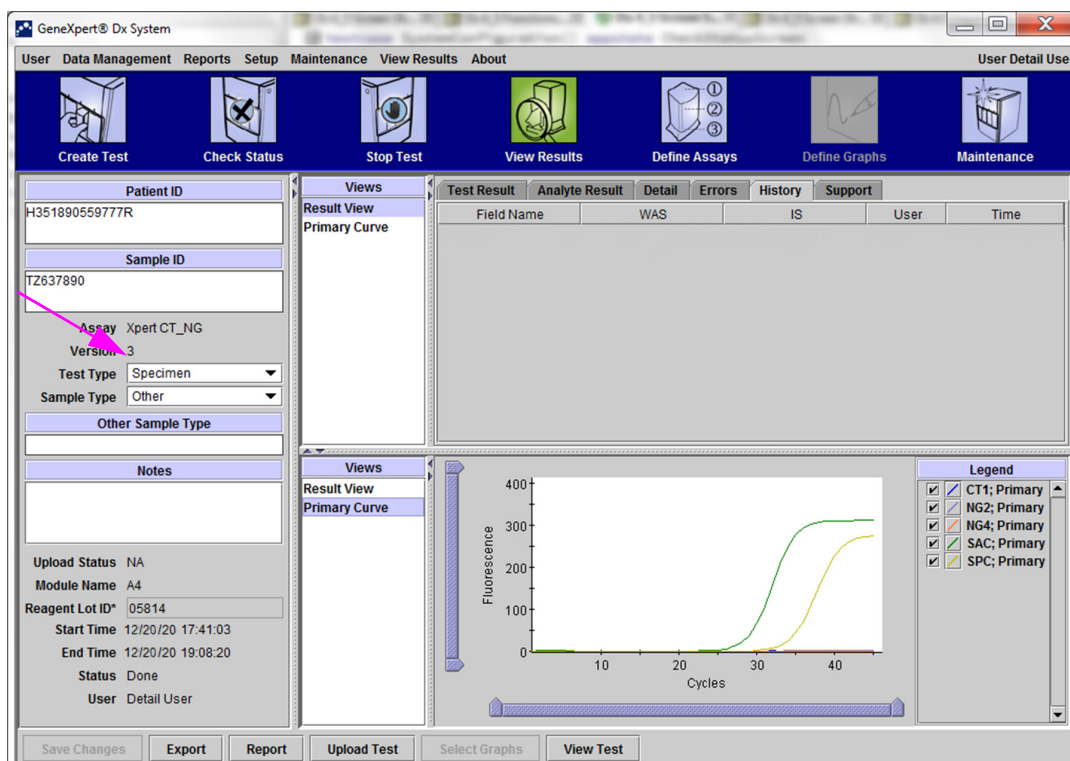 GeneXpert® Dx System
User Data Management Reports Setup Maintenance View Results About User Detail Use
Create Test Check Status Stop Test View Results Define Assays Define Graphs Maintenance
Patient ID
H351890559777R
Sample ID
TZ637890
Assay Xpert CT_NG
Version 3
Test Type Specimen
Sample Type Other
Other Sample Type
Notes
Upload Status NA
Module Name A4
Reagent Lot ID* 05814
Start Time 12/20/20 17:41:03
End Time 12/20/20 19:08:20
Status Done
User Detail User
Views
Result View
Primary Curve
Test Result Analyte Result Detail Errors History Support
Field Name WAS IS User Time
Views
Result View
Primary Curve
400
300
200
100
0
Fluorescence
10 20 30 40
Cycles
Legend
CT1; Primary
NG2; Primary
NG4; Primary
SAC; Primary
SPC; Primary
Save Changes Export Report Upload Test Select Graphs View Test